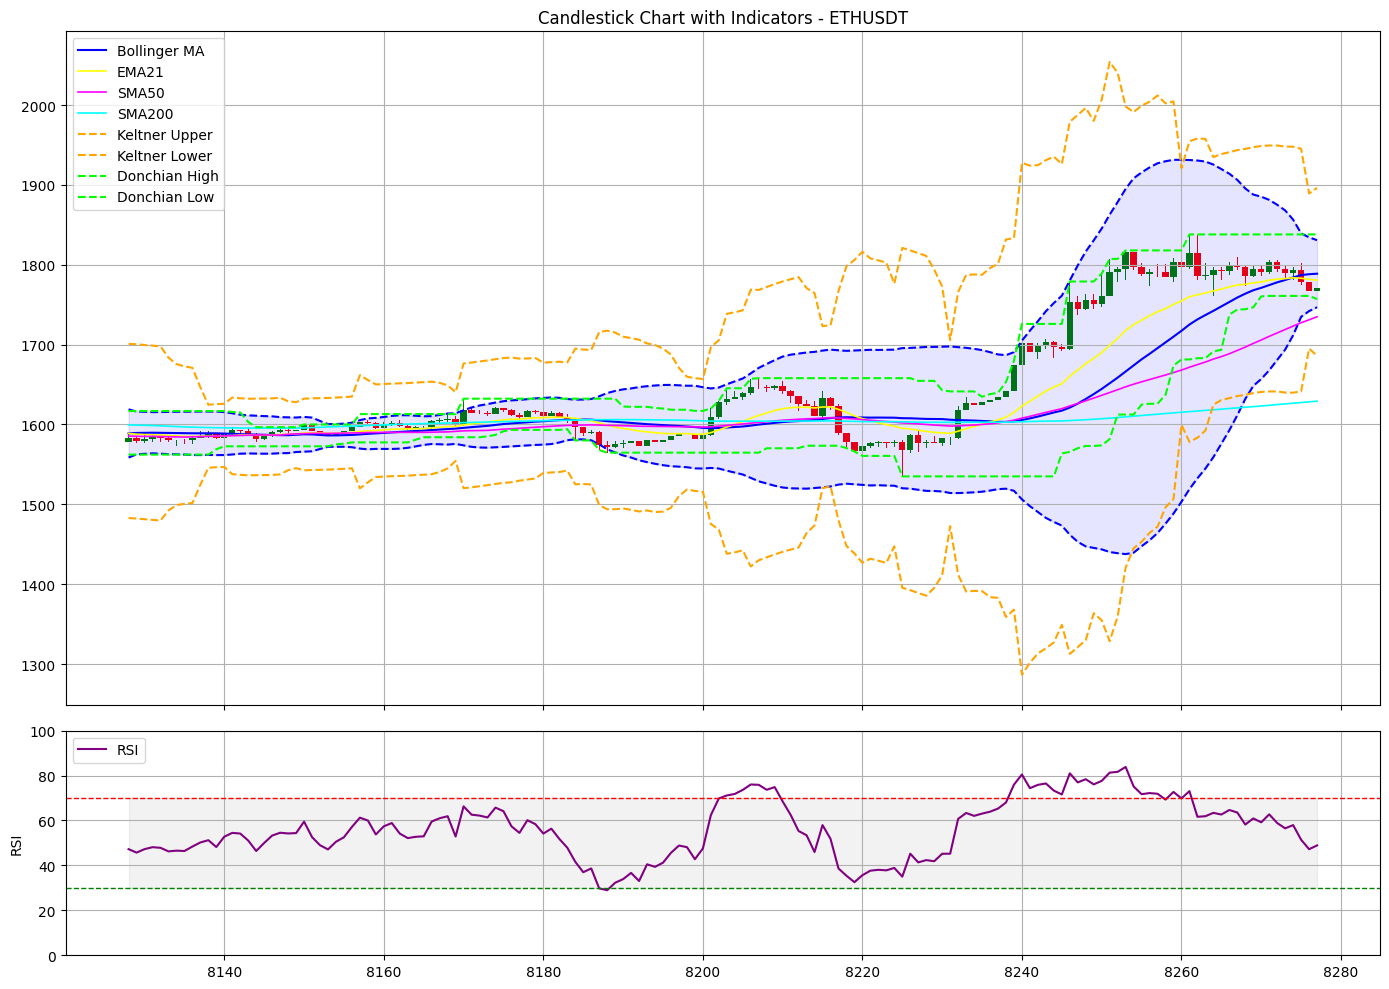 Candlestick Chart with Indicators - ETHUSDT
Bollinger MA
EMA21
SMA50
SMA200
Keltner Upper
Keltner Lower
Donchian High
Donchian Low
2000
1900
1800
1700
1600
1500
1400
1300
RSI
100
80
60
40
20
0
RSI
8140 8160 8180 8200 8220 8240 8260 8280